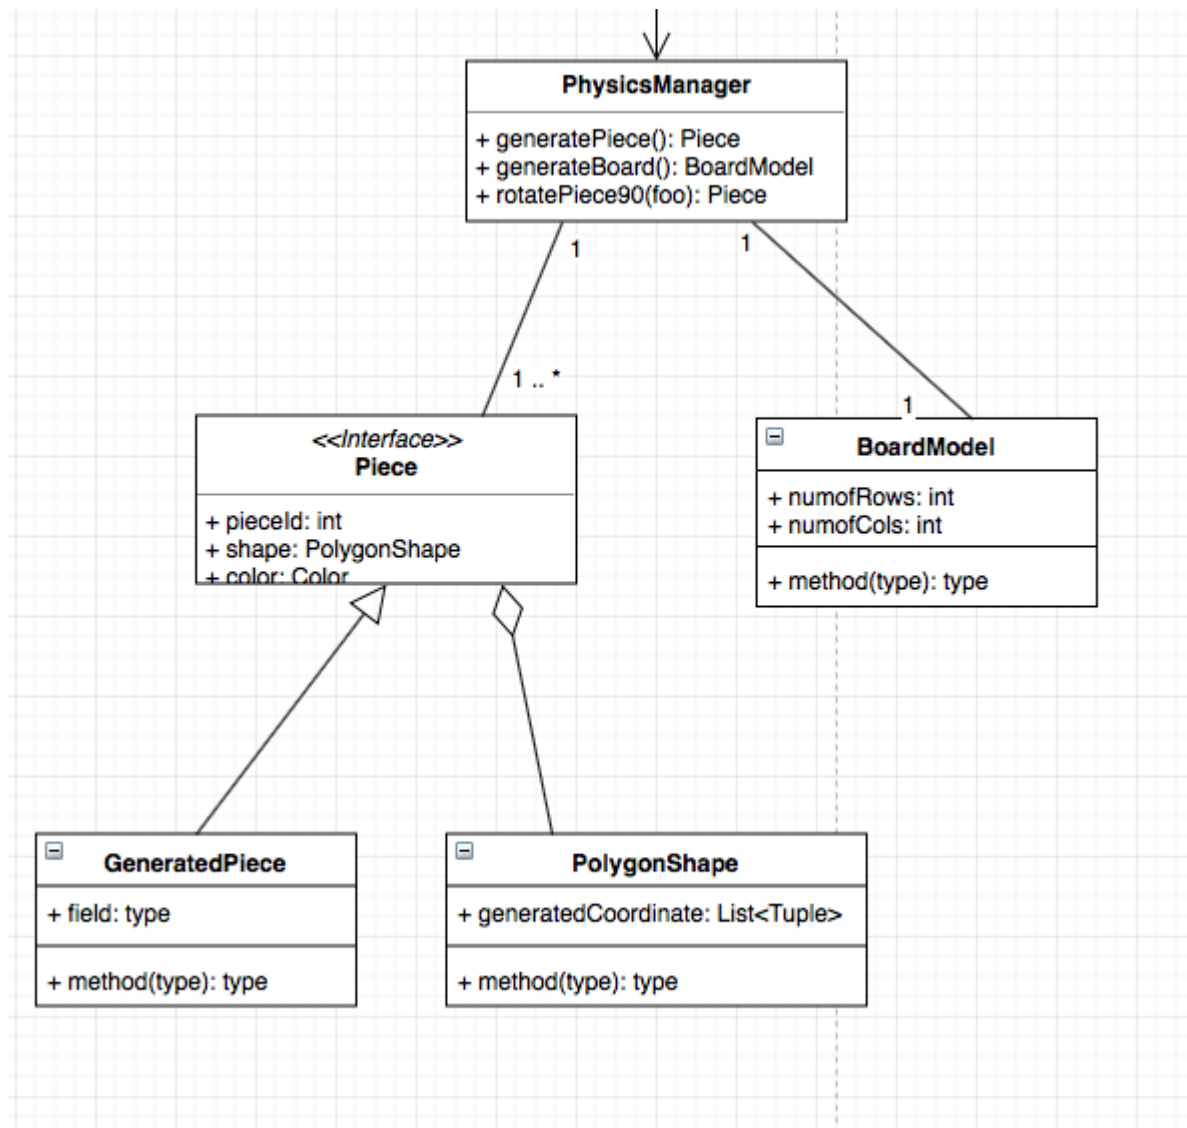 PhysicsManager
+ generatePiece(): Piece
+ generateBoard(): BoardModel
+ rotatePiece90(foo): Piece
1
1
1 .. *
1
<<Interface>>
Piece
+ pieceId: int
+ shape: PolygonShape
+ color: Color
BoardModel
+ numofRows: int
+ numofCols: int
+ method(type): type
GeneratedPiece
+ field: type
+ method(type): type
PolygonShape
+ generatedCoordinate: List<Tuple>
+ method(type): type